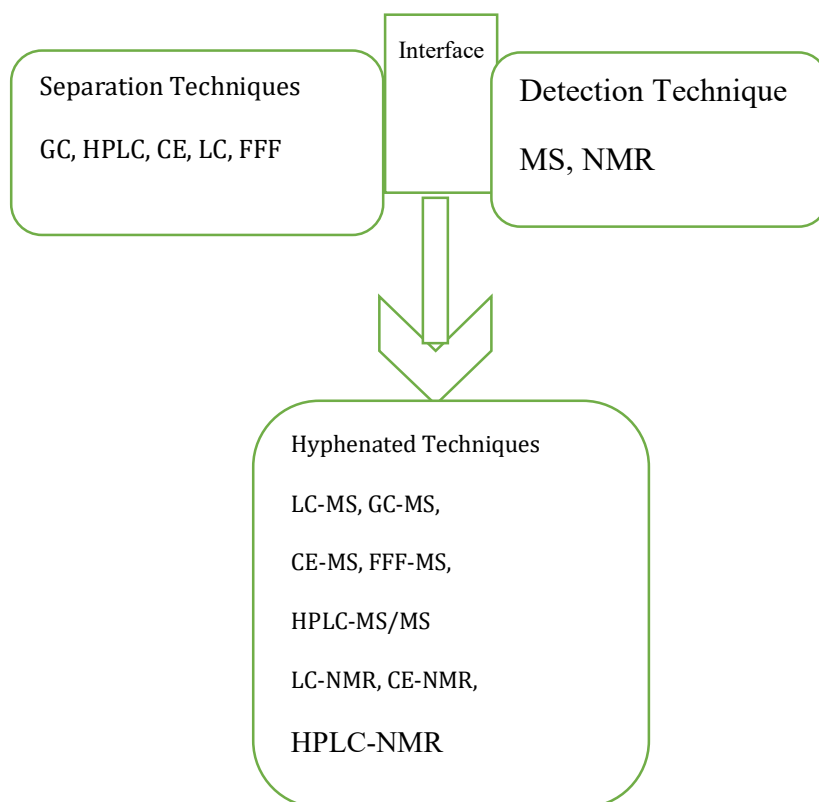 Separation Techniques
GC, HPLC, CE, LC, FFF
Interface
Detection Technique
MS, NMR
Hyphenated Techniques
LC-MS, GC-MS,
CE-MS, FFF-MS,
HPLC-MS/MS
LC-NMR, CE-NMR,
HPLC-NMR